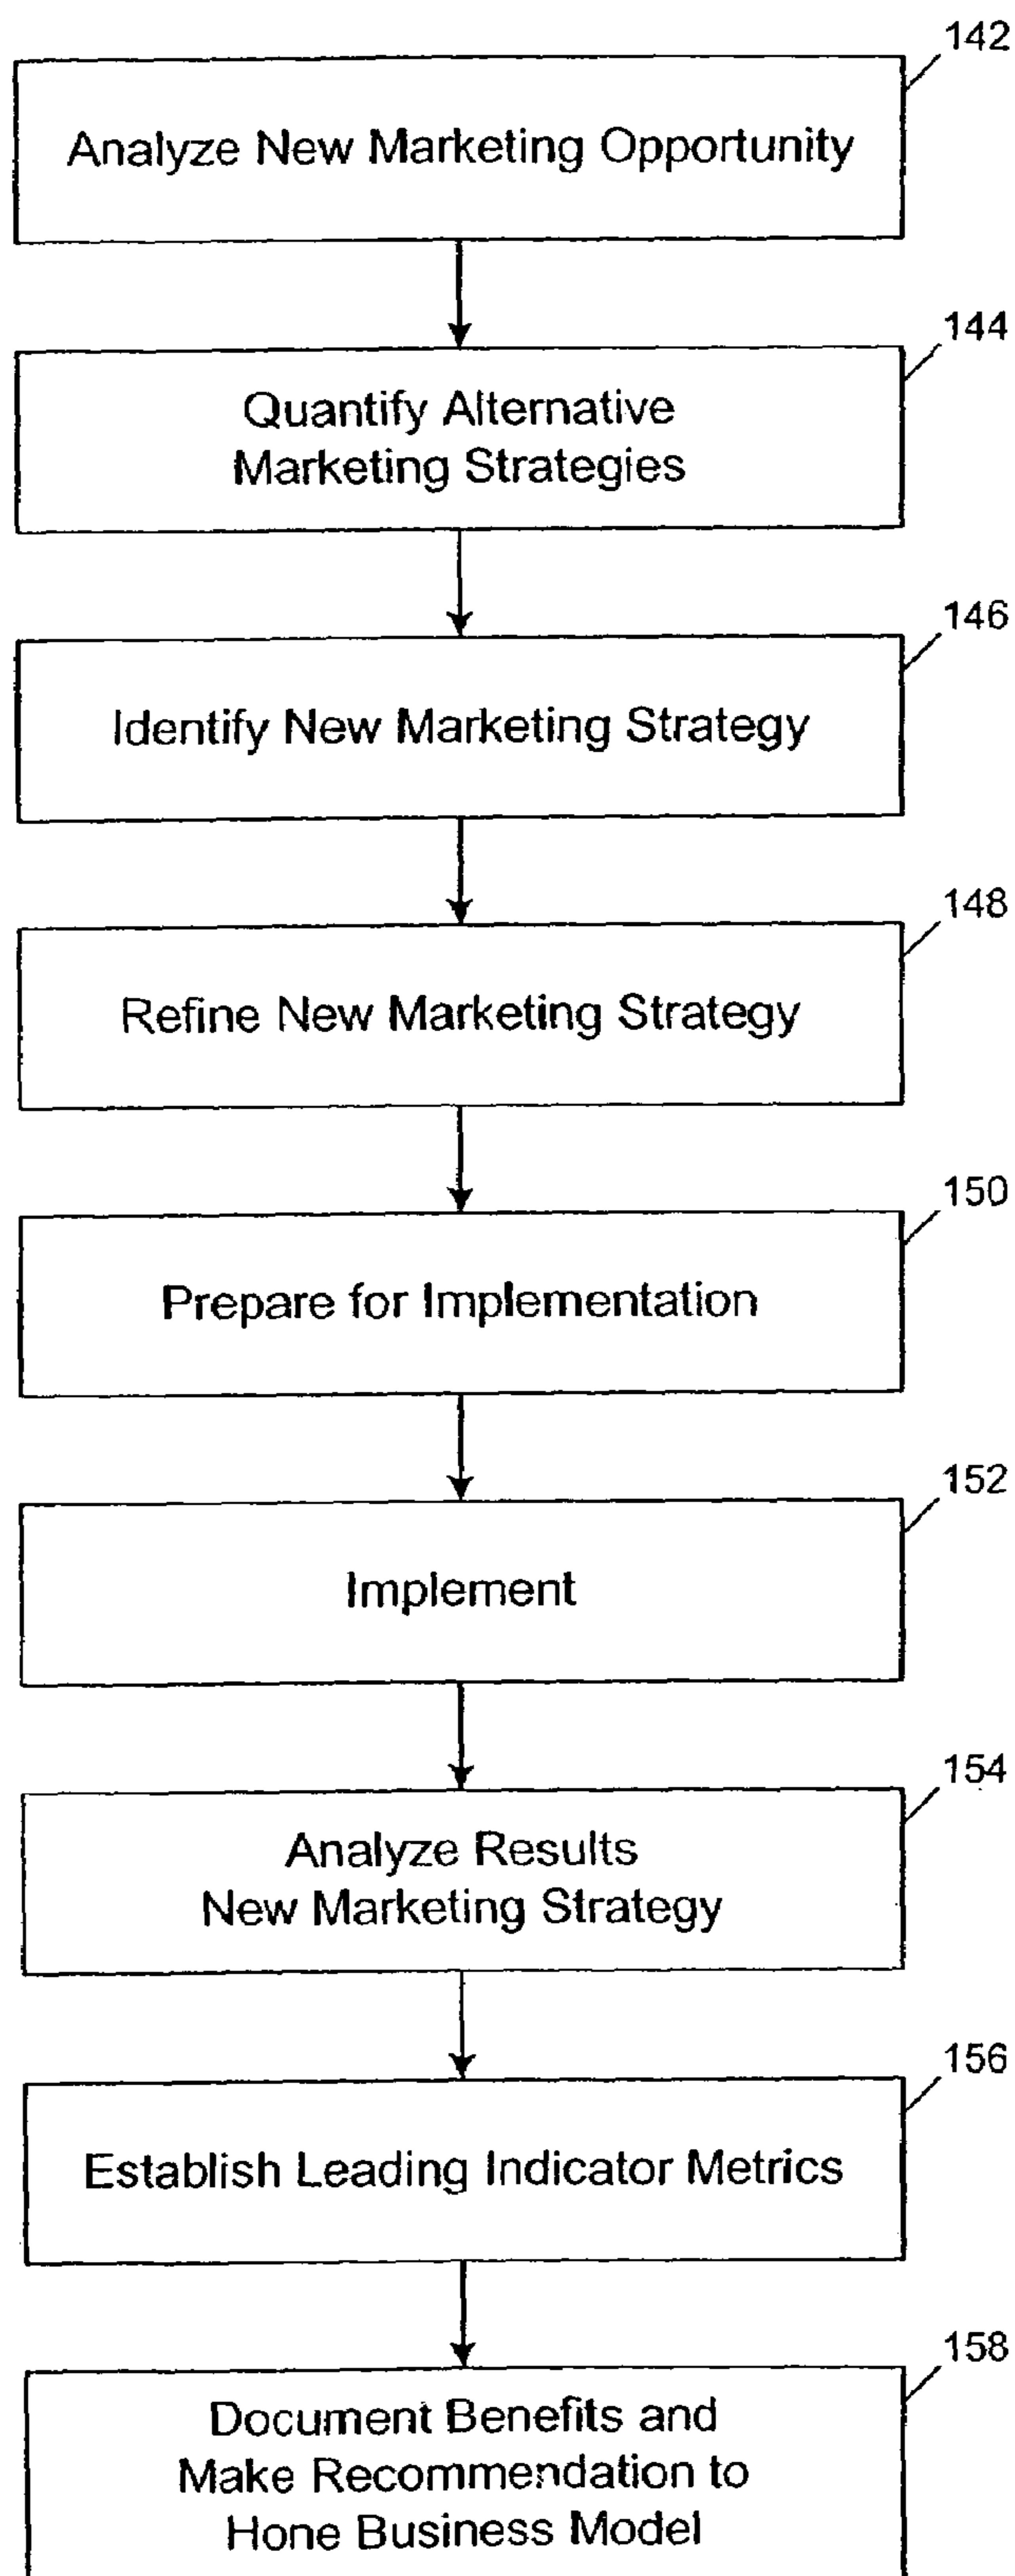 142
Analyze New Marketing Opportunity
144
Quantify Alternative
Marketing Strategies
146
Identify New Marketing Strategy
148
Refine New Marketing Strategy
150
Prepare for Implementation
152
Implement
154
Analyze Results
New Marketing Strategy
156
Establish Leading Indicator Metrics
158
Document Benefits and
Make Recommendation to
Hone Business Model